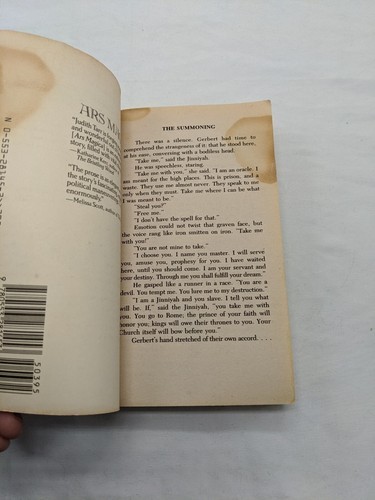 ARS MA
"Judith Tarr is
and wond
[Ars Magica]
story, filled
—Katharine
The Bristling Wood
"The prose is
the story's fascinat
political man
enormously."
—Melissa Scott, author
50395
THE SUMMONING
There was a silence. Gerbert had time to
comprehend the strangeness of it: that he stood here,
at his ease, conversing with a bodiless head.
"Take me," said the Jinniyah.
He was speechless, staring.
"Take me with you," she said. "I am an oracle. I
was meant for the high places. This is prison, and a
waste. They use me almost never. They speak to me
only when they must. Take me where I can be what
I was meant to be."
"Steal you?"
"Free me."
"I don't have the spell for that."
Emotion could not twist that graven face, but
the voice rang like iron smitten on iron. "Take me
with you!"
"You are not mine to take."
"I choose you. I name you master. I will serve
you, amuse you, prophesy for you. I have waited
here, until you should come. I am your servant and
your destiny. Through me you shall fulfill your dream."
He gasped like a runner in a race. "You are a
devil. You tempt me. You lure me to my destruction."
"I am a Jinniyah and you slave. I tell you what
will be. If," said the Jinniyah, "you take me with
you. You go to Rome; the prince of your faith will
honor you; kings will owe their thrones to you. Your
Church itself will bow before you."
Gerbert's hand stretched of their own accord. . . .